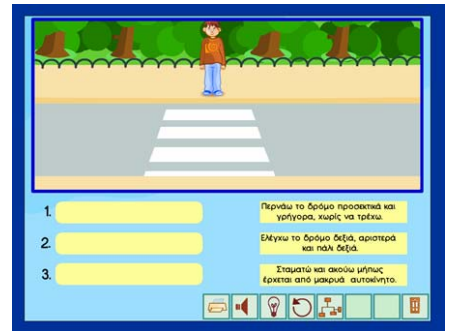 1.
Περνάω το δρόμο προσεκτικά και
γρήγορα, χωρίς να τρέχω.
2.
Ελέγχω το δρόμο δεξιά, αριστερά
και πάλι δεξιά.
3.
Σταματώ και ακούω μήπως
έρχεται από μακρυά αυτοκίνητο.